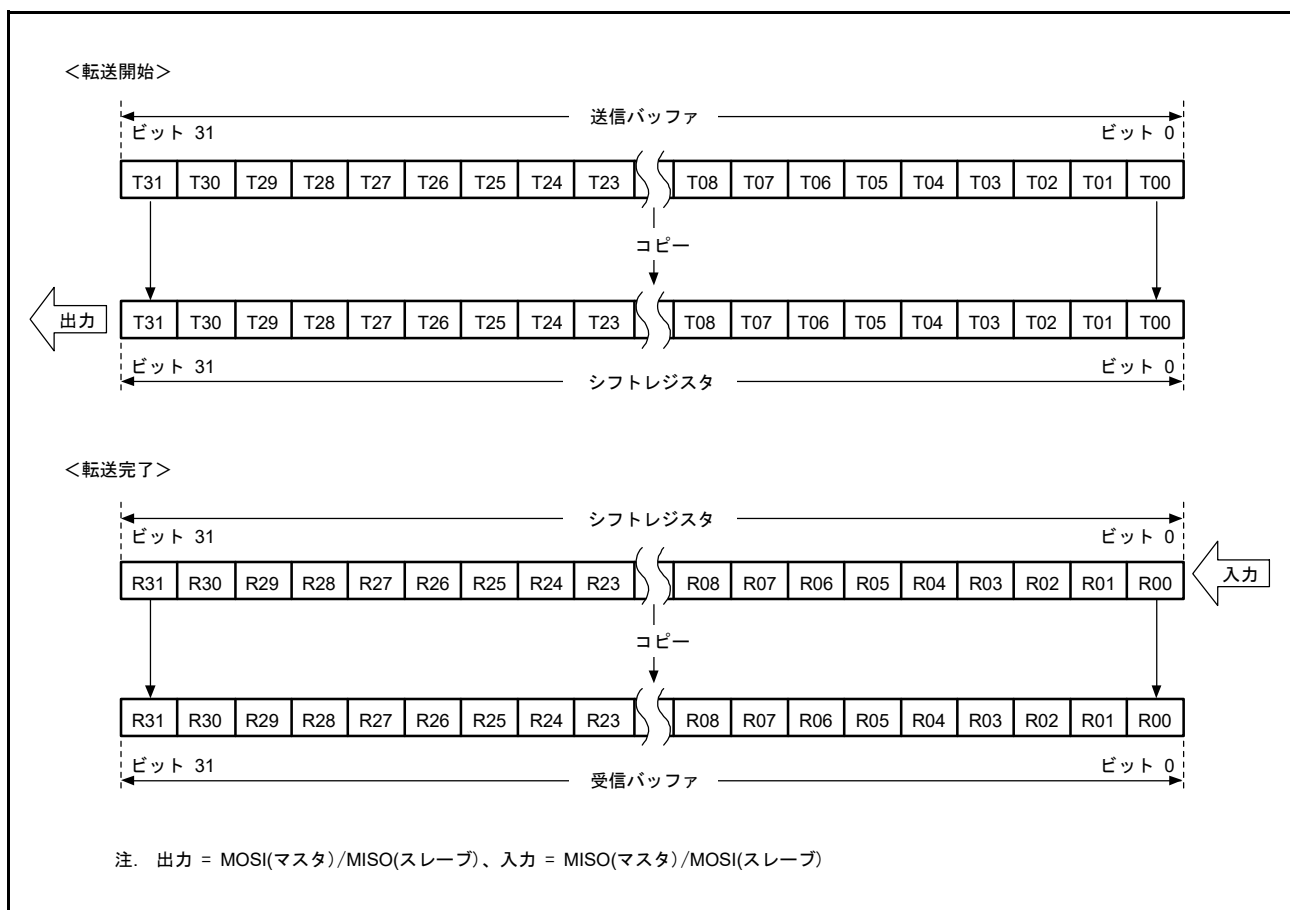 ＜転送開始＞
送信バッファ
ビット 31 ビット 0
T31 T30 T29 T28 T27 T26 T25 T24 T23 T08 T07 T06 T05 T04 T03 T02 T01 T00
コピー
出力 T31 T30 T29 T28 T27 T26 T25 T24 T23 T08 T07 T06 T05 T04 T03 T02 T01 T00
ビット 31 ビット 0
シフトレジスタ
＜転送完了＞
シフトレジスタ
ビット 31 ビット 0
R31 R30 R29 R28 R27 R26 R25 R24 R23 R08 R07 R06 R05 R04 R03 R02 R01 R00 入力
コピー
R31 R30 R29 R28 R27 R26 R25 R24 R23 R08 R07 R06 R05 R04 R03 R02 R01 R00
ビット 31 ビット 0
受信バッファ
注. 出力 = MOSI(マスタ)/MISO(スレーブ)、入力 = MISO(マスタ)/MOSI(スレーブ)